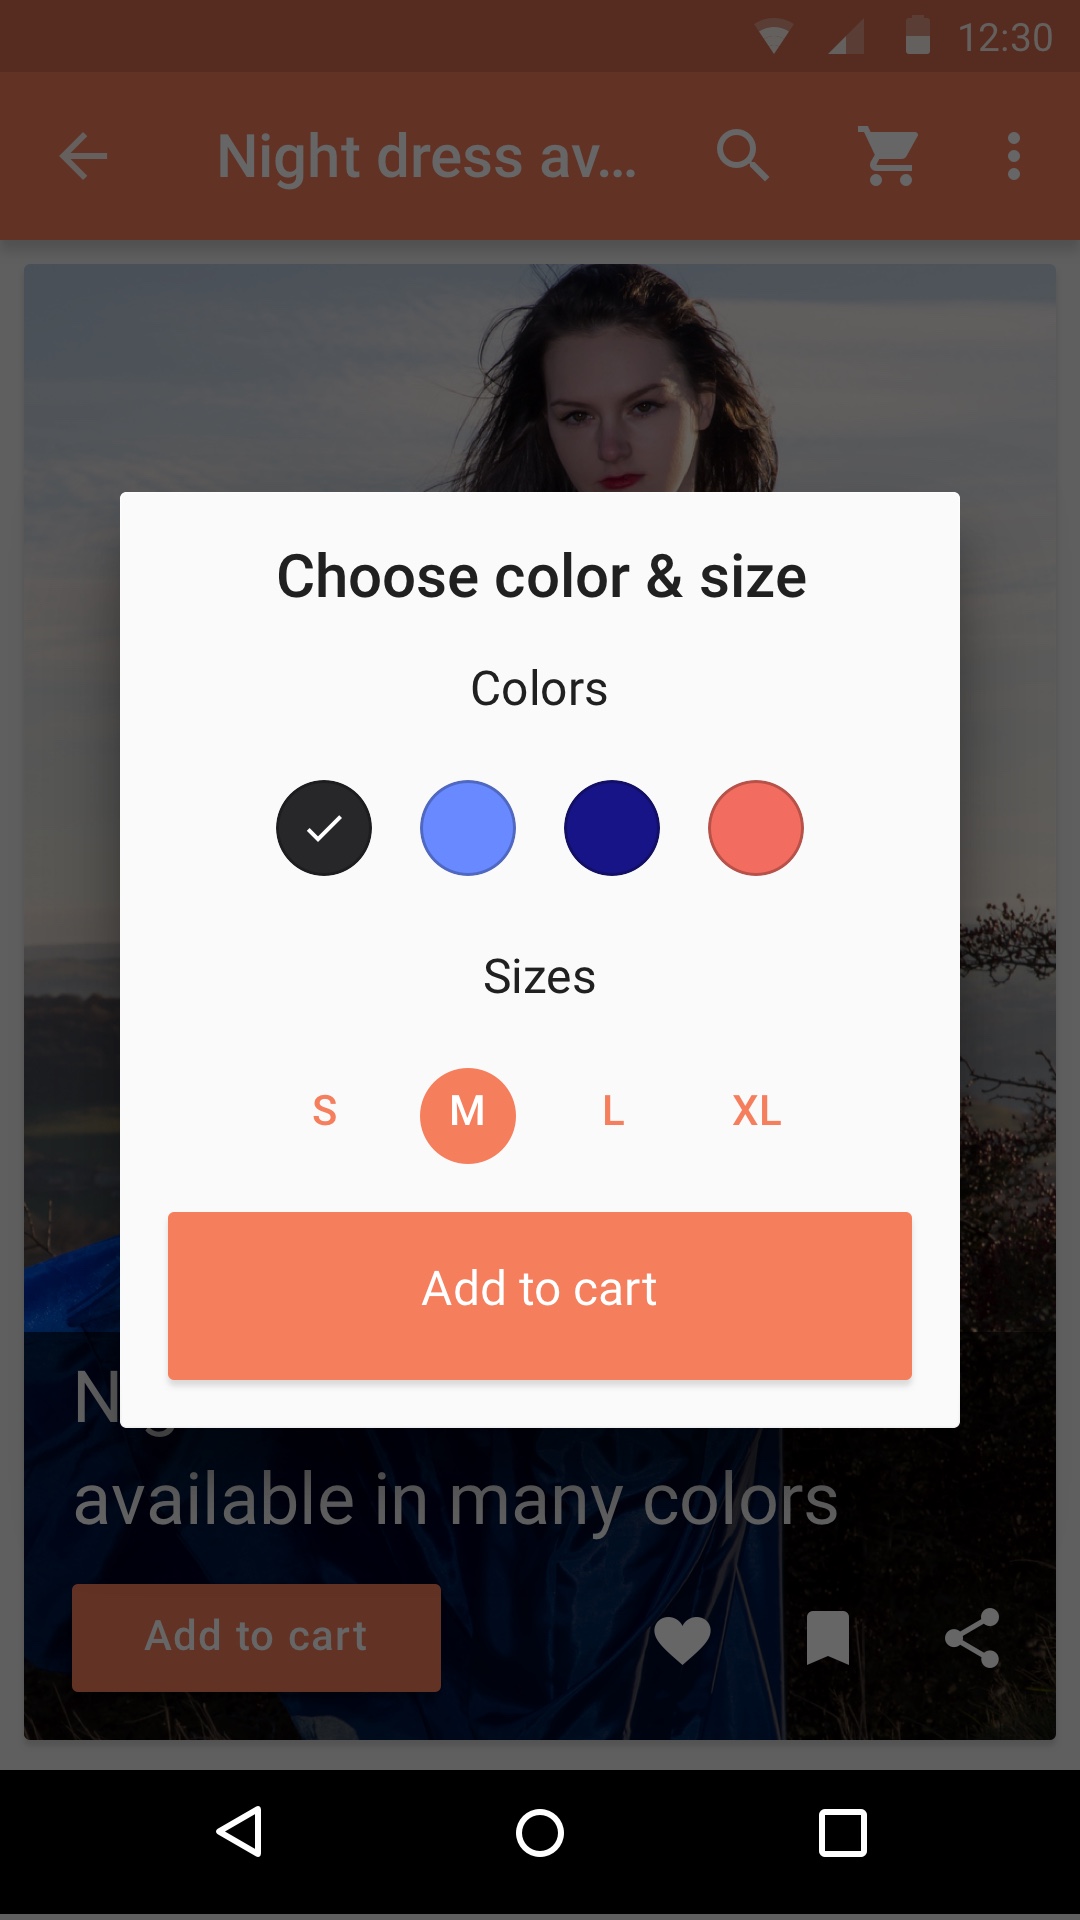 12:30
Night dress av...
Choose color & size
Colors
Sizes
S M L XL
Add to cart
available in many colors
Add to cart